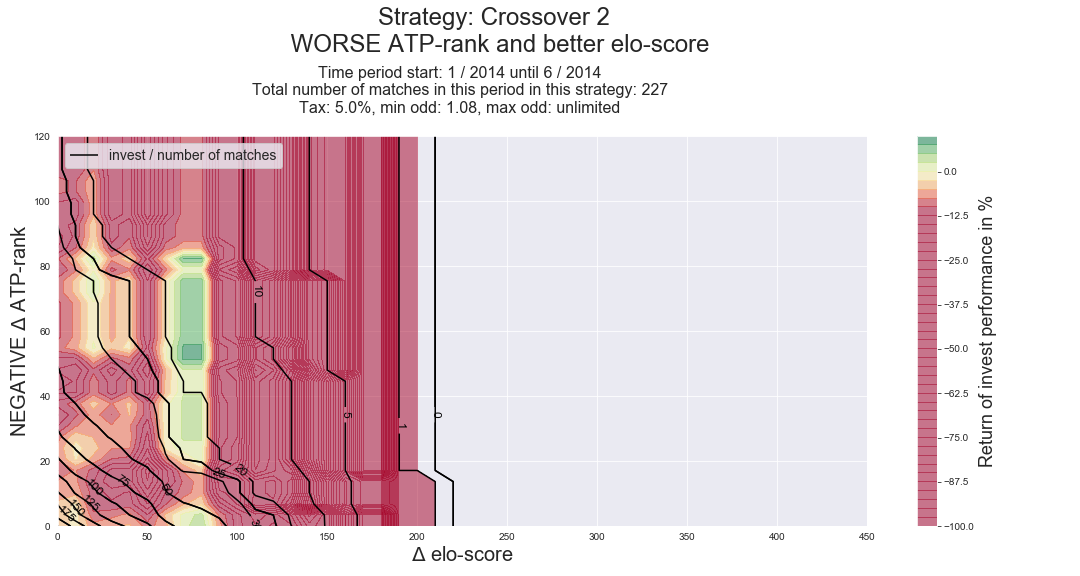 Strategy: Crossover 2
WORSE ATP-rank and better elo-score
Time period start: 1 / 2014 until 6 / 2014
Total number of matches in this period in this strategy: 227
Tax: 5.0%, min odd: 1.08, max odd: unlimited
invest / number of matches
NEGATIVE Δ ATP-rank
120
100
80
60
40
20
0
0 50 100 150 200 250 300 350 400 450
Δ elo-score
10
5
1
0
20
25
50
75
100
125
150
175
0.0
−12.5
−25.0
−37.5
−50.0
−62.5
−75.0
−87.5
−100.0
Return of invest performance in %